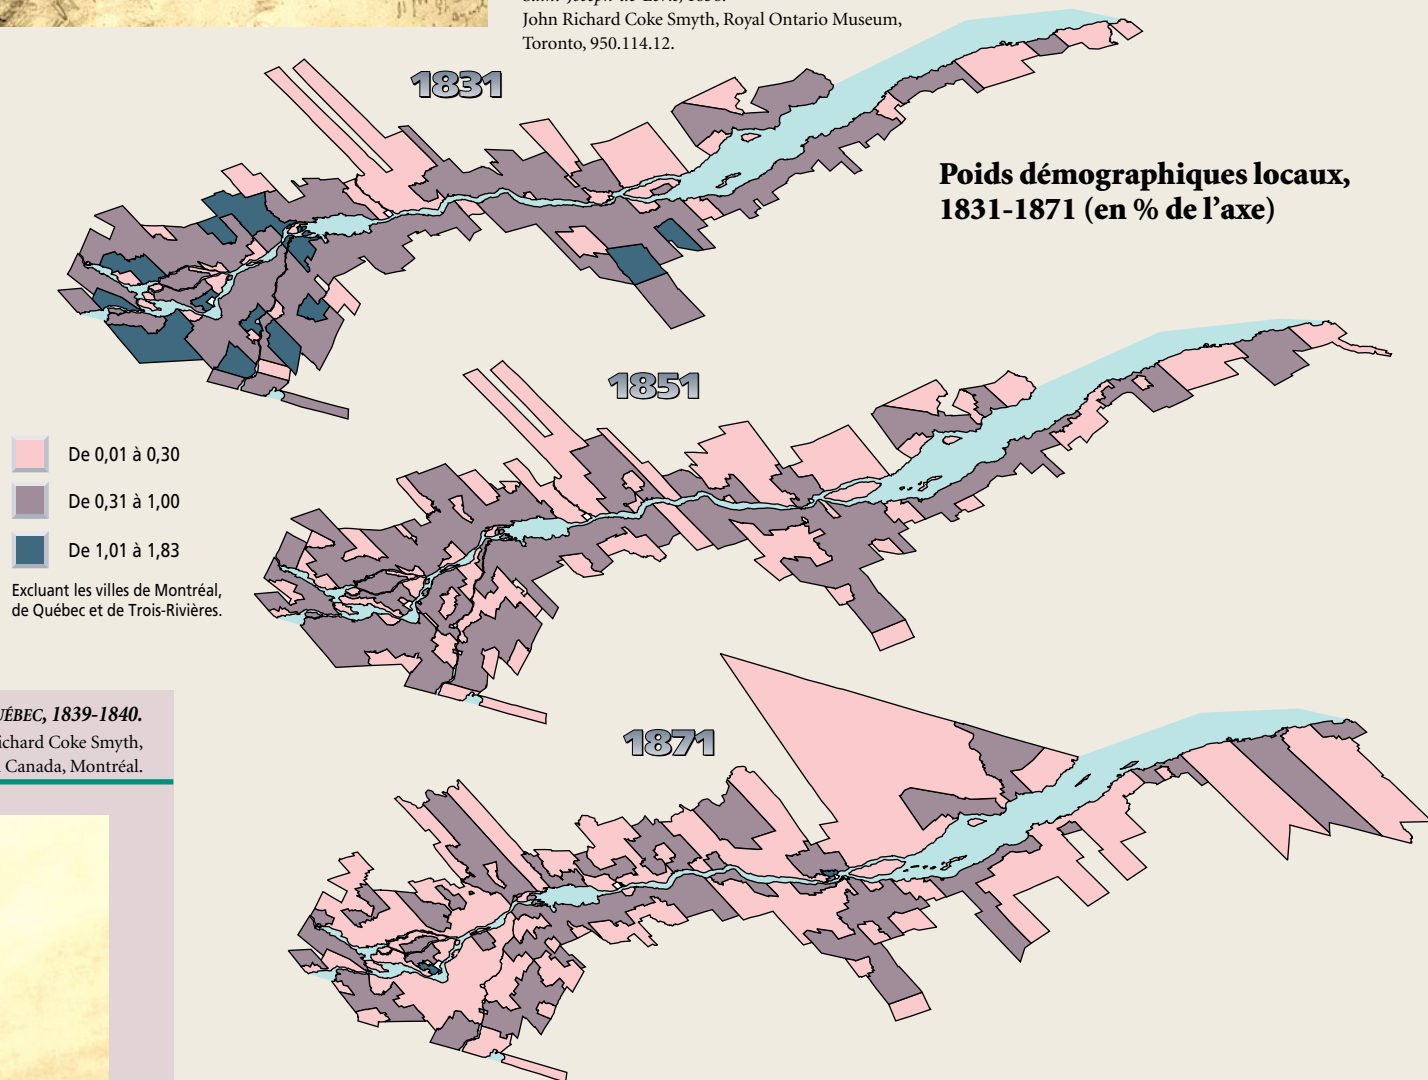 John Richard Coke Smyth, Royal Ontario Museum,
Toronto, 950.114.12.
1831
Poids démographiques locaux,
1831-1871 (en % de l’axe)
1851
De 0,01 à 0,30
De 0,31 à 1,00
De 1,01 à 1,83
Excluant les villes de Montréal,
de Québec et de Trois-Rivières.
1871
UÉBEC, 1839-1840.
ichard Coke Smyth,
Canada, Montréal.